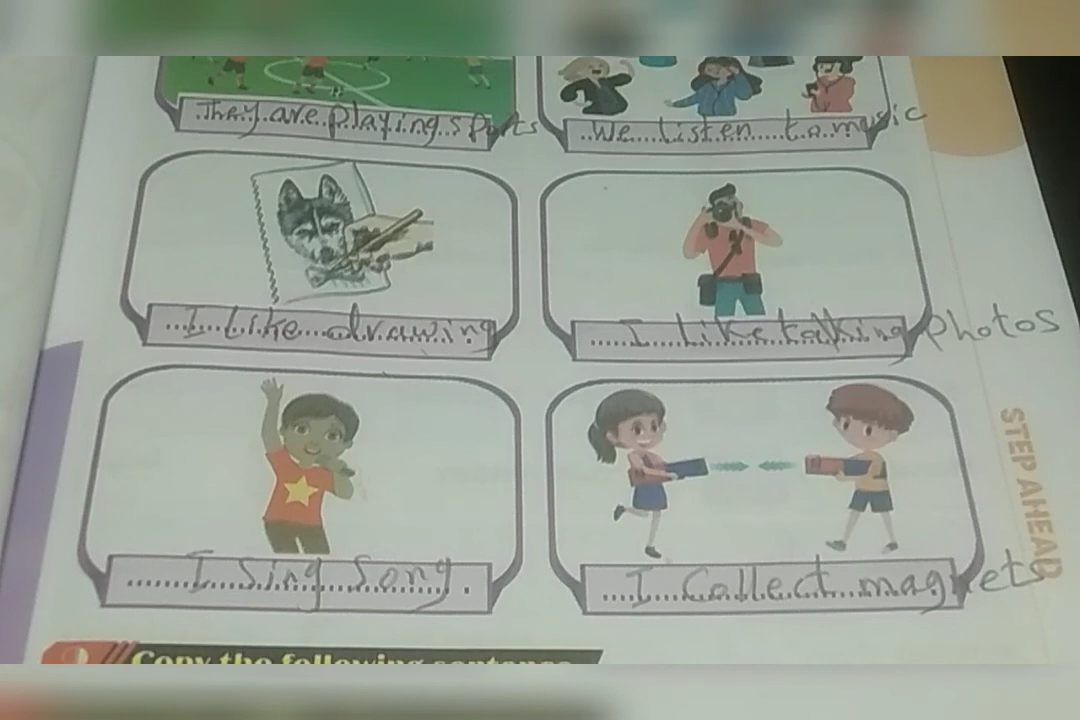 They are playing sports
We listen to music
I Like drawing
I Like talking photos
I Sing Song.
I Collect magnets
STEP AHEAD
Copy the following sentence